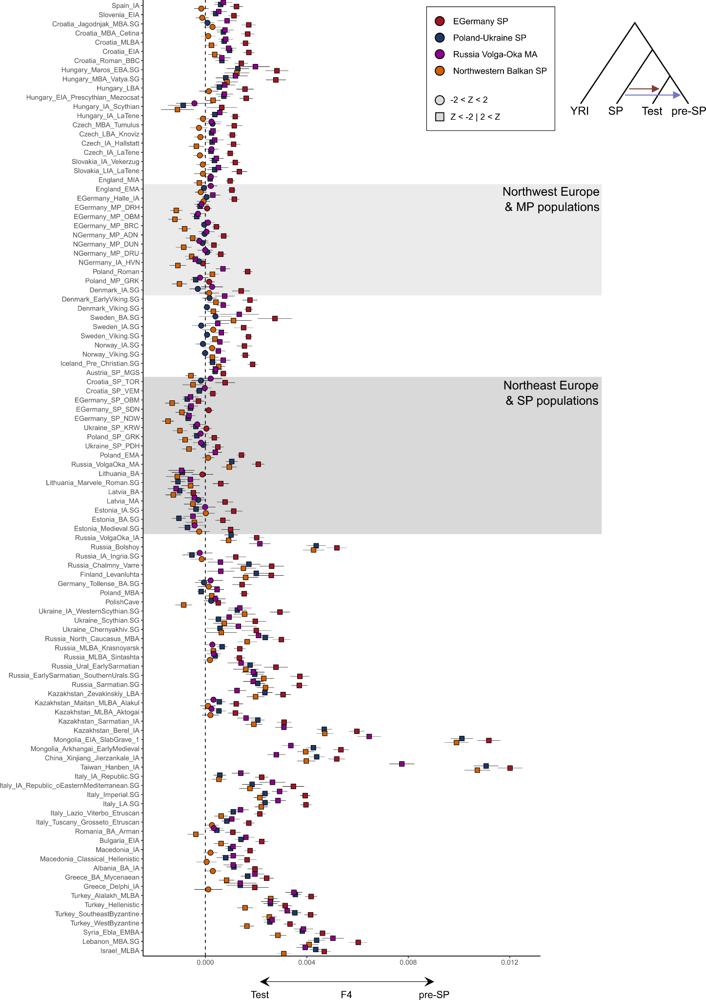 Spain_IA
Slovenia_EIA
Croatia_Jagodnjak_MBA.SG
Croatia_MBA_Cetina
Croatia_MLBA
Croatia_EIA
Croatia_Roman_BBC
Hungary_Maros_EBA.SG
Hungary_MBA_Vatya.SG
Hungary_LBA
Hungary_EIA_Prescythian_Mezocsat
Hungary_IA_Scythian
Hungary_IA_LaTene
Czech_MBA_Tumulus
Czech_LBA_Knoviz
Czech_IA_Hallstatt
Czech_IA_LaTene
Slovakia_IA_Vekerzug
Slovakia_LIA_LaTene
England_MIA
England_EMA
EGermany_Halle_IA
EGermany_MP_DRH
EGermany_MP_OBM
EGermany_MP_BRC
NGermany_MP_ADN
NGermany_MP_DUN
NGermany_MP_DRU
NGermany_IA_HVN
Poland_Roman
Poland_MP_GRK
Denmark_IA.SG
Denmark_EarlyViking.SG
Denmark_Viking.SG
Sweden_BA.SG
Sweden_IA.SG
Sweden_Viking.SG
Norway_IA.SG
Norway_Viking.SG
Iceland_Pre_Christian.SG
Austria_SP_MGS
Croatia_SP_TOR
Croatia_SP_VEM
EGermany_SP_OBM
EGermany_SP_SDN
EGermany_SP_NDW
Ukraine_SP_KRW
Poland_SP_GRK
Ukraine_SP_PDH
Poland_EMA
Russia_VolgaOka_MA
Lithuania_BA
Lithuania_Marvele_Roman.SG
Latvia_BA
Latvia_MA
Estonia_IA.SG
Estonia_BA.SG
Estonia_Medieval.SG
Russia_VolgaOka_IA
Russia_Bolshoy
Russia_IA_Ingria.SG
Russia_Chalmny_Varre
Finland_Levanluhta
Germany_Tollense_BA.SG
Poland_MBA
PolishCave
Ukraine_IA_WesternScythian.SG
Ukraine_Scythian.SG
Ukraine_Chernyakhiv.SG
Russia_North_Caucasus_MBA
Russia_MLBA_Krasnoyarsk
Russia_MLBA_Sintashta
Russia_Ural_EarlySarmatian
Russia_EarlySarmatian_SouthernUrals.SG
Russia_Sarmatian.SG
Kazakhstan_Zevakinskiy_LBA
Kazakhstan_Maitan_MLBA_Alakul
Kazakhstan_MLBA_Aktogai
Kazakhstan_Sarmatian_IA
Kazakhstan_Berel_IA
Mongolia_EIA_SlabGrave_1
Mongolia_Arkhangai_EarlyMedieval
China_Xinjiang_Jierzankale_IA
Taiwan_Hanben_IA
Italy_IA_Republic.SG
Italy_IA_Republic_oEasternMediterranean.SG
Italy_Imperial.SG
Italy_LA.SG
Italy_Lazio_Viterbo_Etruscan
Italy_Tuscany_Grosseto_Etruscan
Romania_BA_Arman
Bulgaria_EIA
Macedonia_IA
Macedonia_Classical_Hellenistic
Albania_BA_IA
Greece_BA_Mycenaean
Greece_Delphi_IA
Turkey_Alalakh_MLBA
Turkey_Hellenistic
Turkey_SoutheastByzantine
Turkey_WestByzantine
Syria_Ebla_EMBA
Lebanon_MBA.SG
Israel_MLBA
EGermany SP
Poland-Ukraine SP
Russia Volga-Oka MA
Northwestern Balkan SP
-2 < Z < 2
Z < -2 | 2 < Z
YRI SP Test pre-SP
Northwest Europe
& MP populations
Northeast Europe
& SP populations
0.000 0.004 0.008 0.012
Test F4 pre-SP